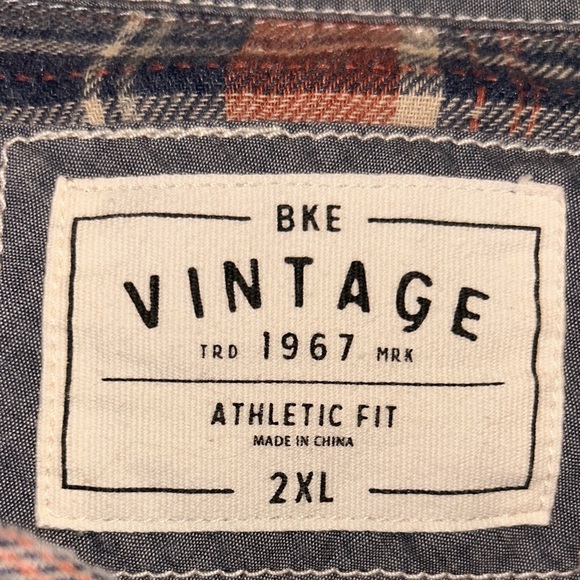 BKE
VINTAGE
TRD 1967 MRK
ATHLETIC FIT
MADE IN CHINA
2XL